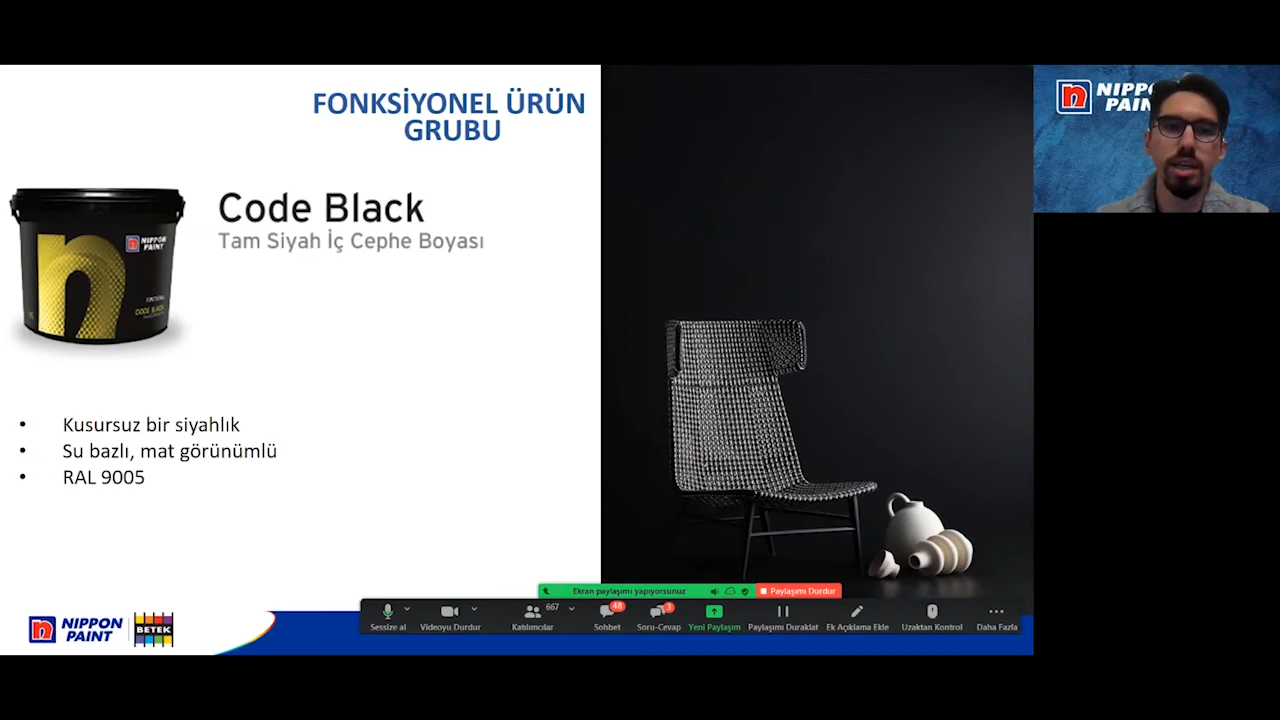 FONKSİYONEL ÜRÜN
GRUBU
NIPPON
PAINT
CODE BLACK
Code Black
Tam Siyah İç Cephe Boyası
• Kusursuz bir siyahlık
• Su bazlı, mat görünümlü
• RAL 9005
NIPPON
PAINT
BETEK
Ekran paylaşımı yapıyorsunuz
Paylaşımı Durdur
667
48
3
Sessize al
Videoyu Durdur
Katılımcılar
Sohbet
Soru-Cevap
Yeni Paylaşım
Paylaşımı Duraklat
Ek Açıklama Ekle
Uzaktan Kontrol
Daha Fazla